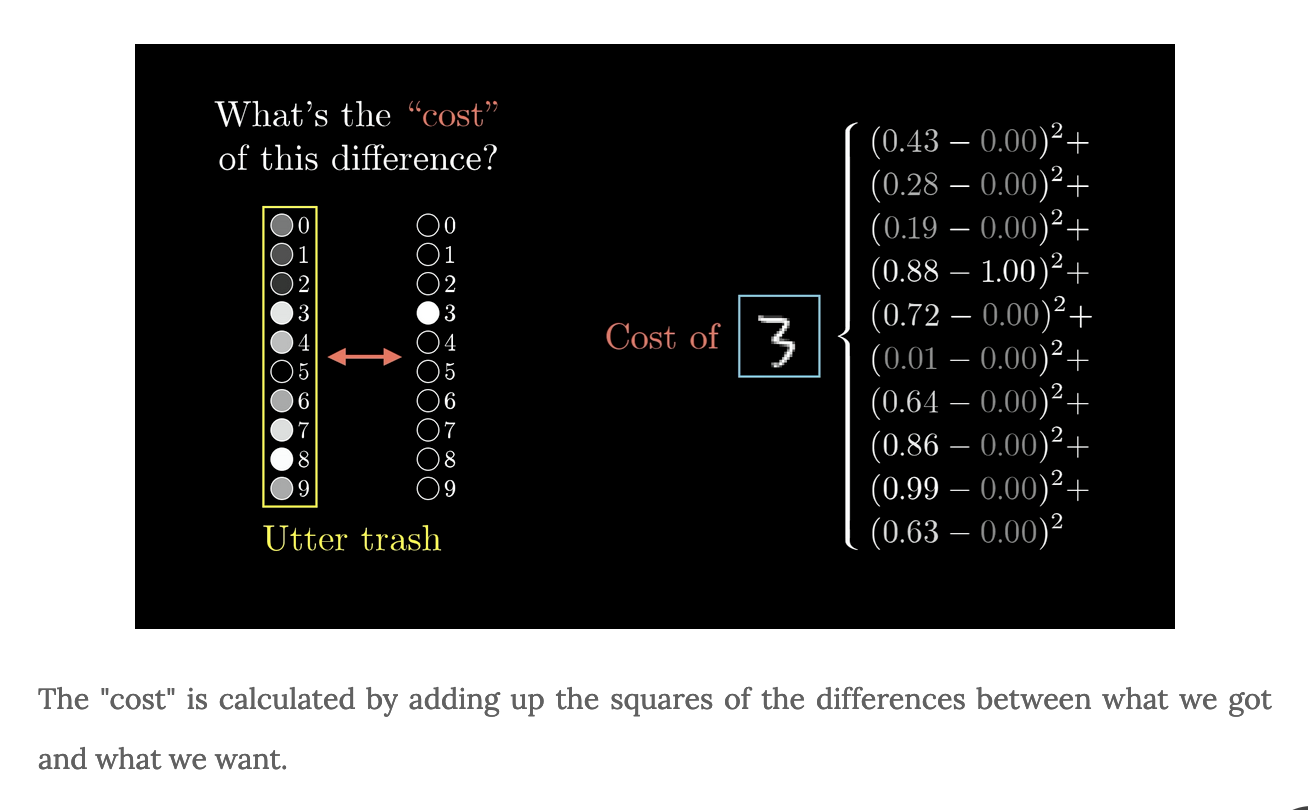 What's the “cost”
of this difference?
0
1
2
3
4
5
6
7
8
9
0
1
2
3
4
5
6
7
8
9
Utter trash
Cost of
3
(0.43 − 0.00)²+
(0.28 − 0.00)²+
(0.19 − 0.00)²+
(0.88 − 1.00)²+
(0.72 − 0.00)²+
(0.01 − 0.00)²+
(0.64 − 0.00)²+
(0.86 − 0.00)²+
(0.99 − 0.00)²+
(0.63 − 0.00)²
The "cost" is calculated by adding up the squares of the differences between what we got
and what we want.